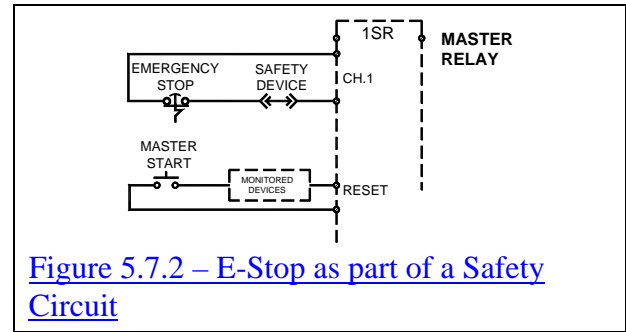 1SR
MASTER
RELAY
EMERGENCY
STOP
SAFETY
DEVICE
CH.1
MASTER
START
MONITORED
DEVICES
RESET
Figure 5.7.2 – E-Stop as part of a Safety
Circuit